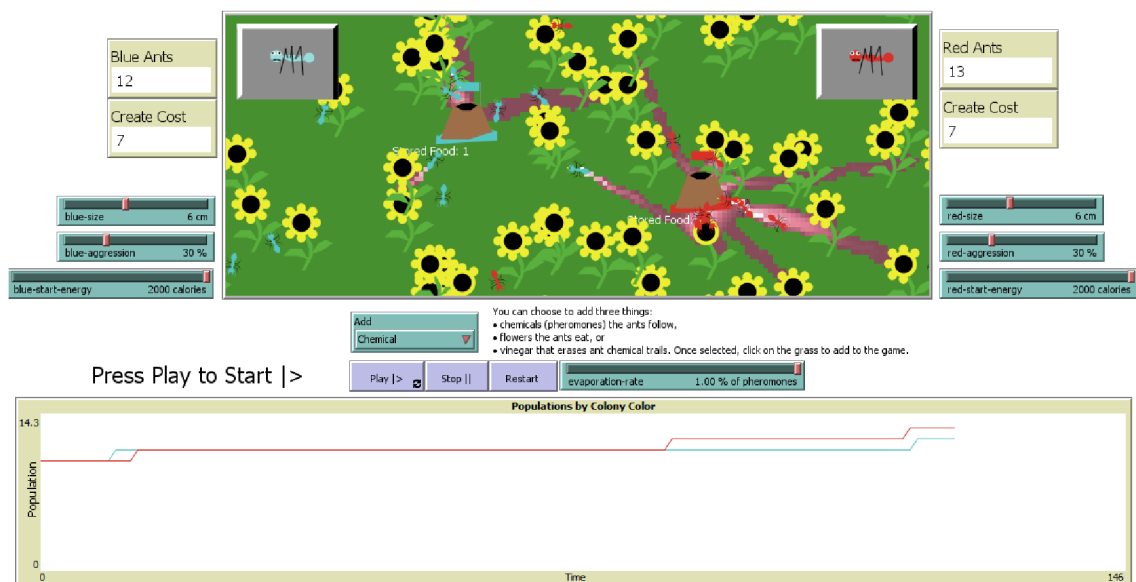 Blue Ants
12
Create Cost
7
blue-size 6 cm
blue-aggression 30 %
blue-start-energy 2000 calories
Stored Food: 1
Stored Food:
Red Ants
13
Create Cost
7
red-size 6 cm
red-aggression 30 %
red-start-energy 2000 calories
Add
Chemical
You can choose to add three things:
• chemicals (pheromones) the ants follow,
• flowers the ants eat, or
• vinegar that erases ant chemical trails. Once selected, click on the grass to add to the game.
Press Play to Start |>
Play |>
Stop ||
Restart
evaporation-rate 1.00 % of pheromones
Populations by Colony Color
14.3
Population
0
0
Time
146